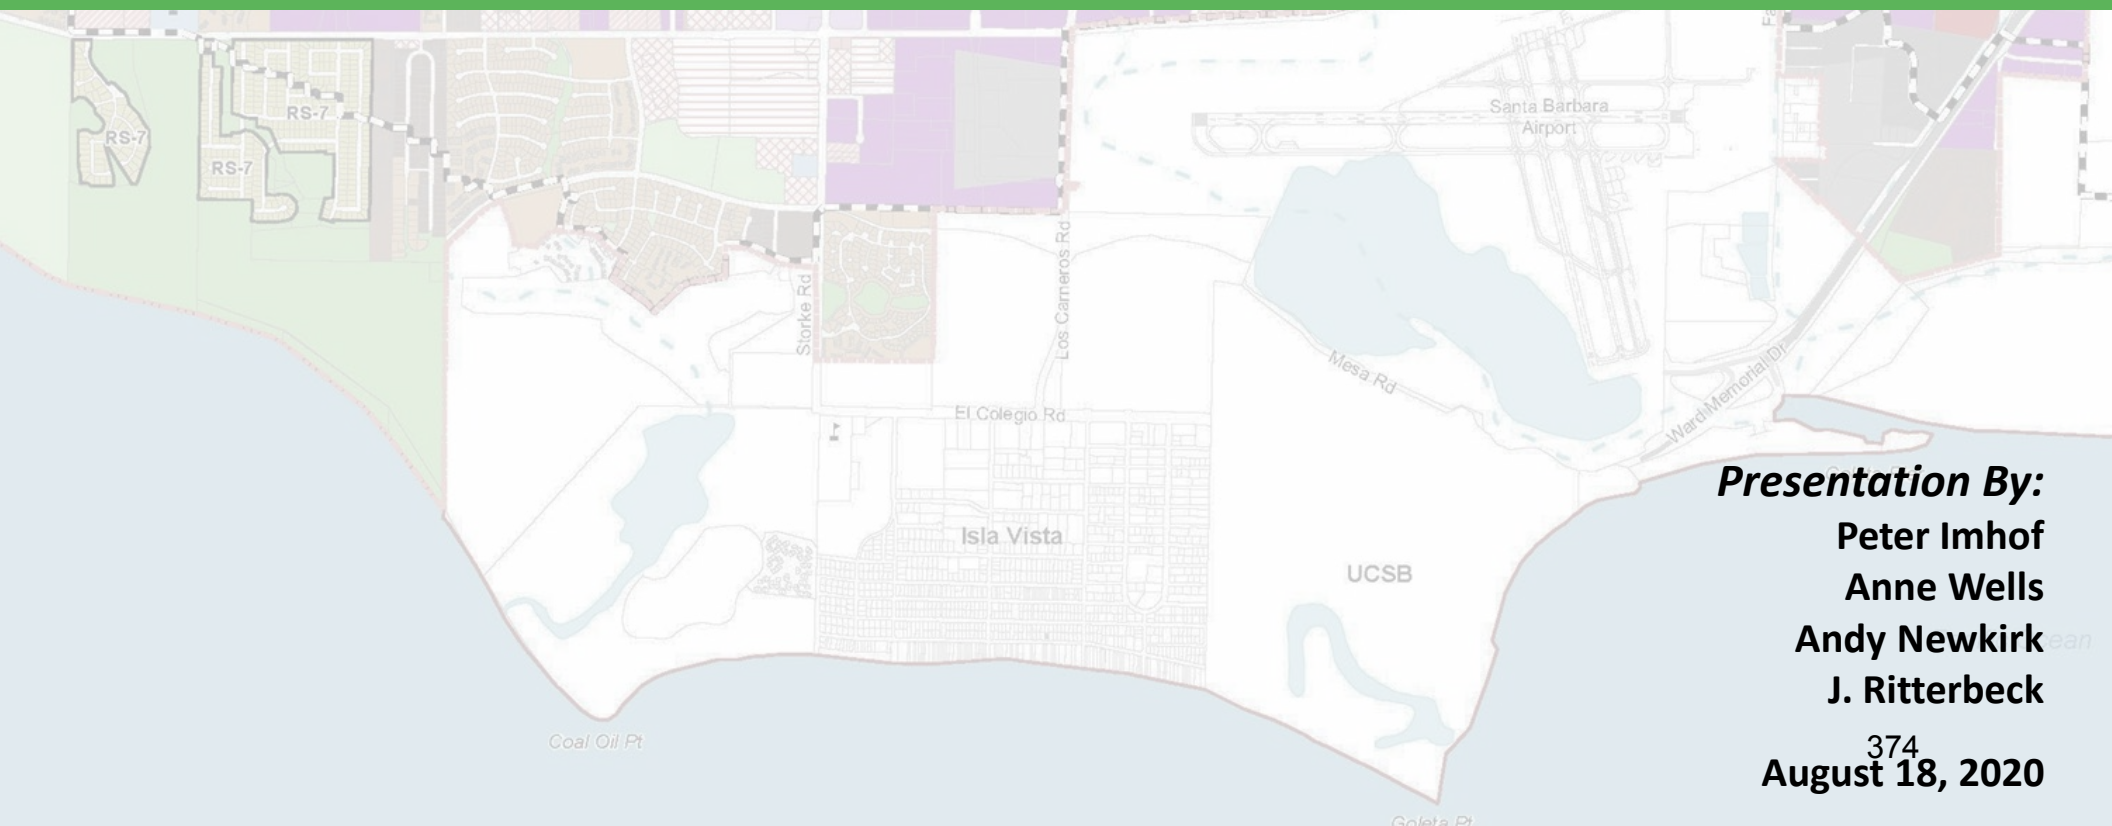 Santa Barbara
Airport
RS-7
RS-7
RS-7
Los Carneros Rd
Storke Rd
Mesa Rd
Ward Memorial Dr
El Colegio Rd
Presentation By:
Peter Imhof
Isla Vista
UCSB
Anne Wells
Andy Newkirk
J. Ritterbeck
Coal Oil Pt
374
August 18, 2020
Goleta Pt